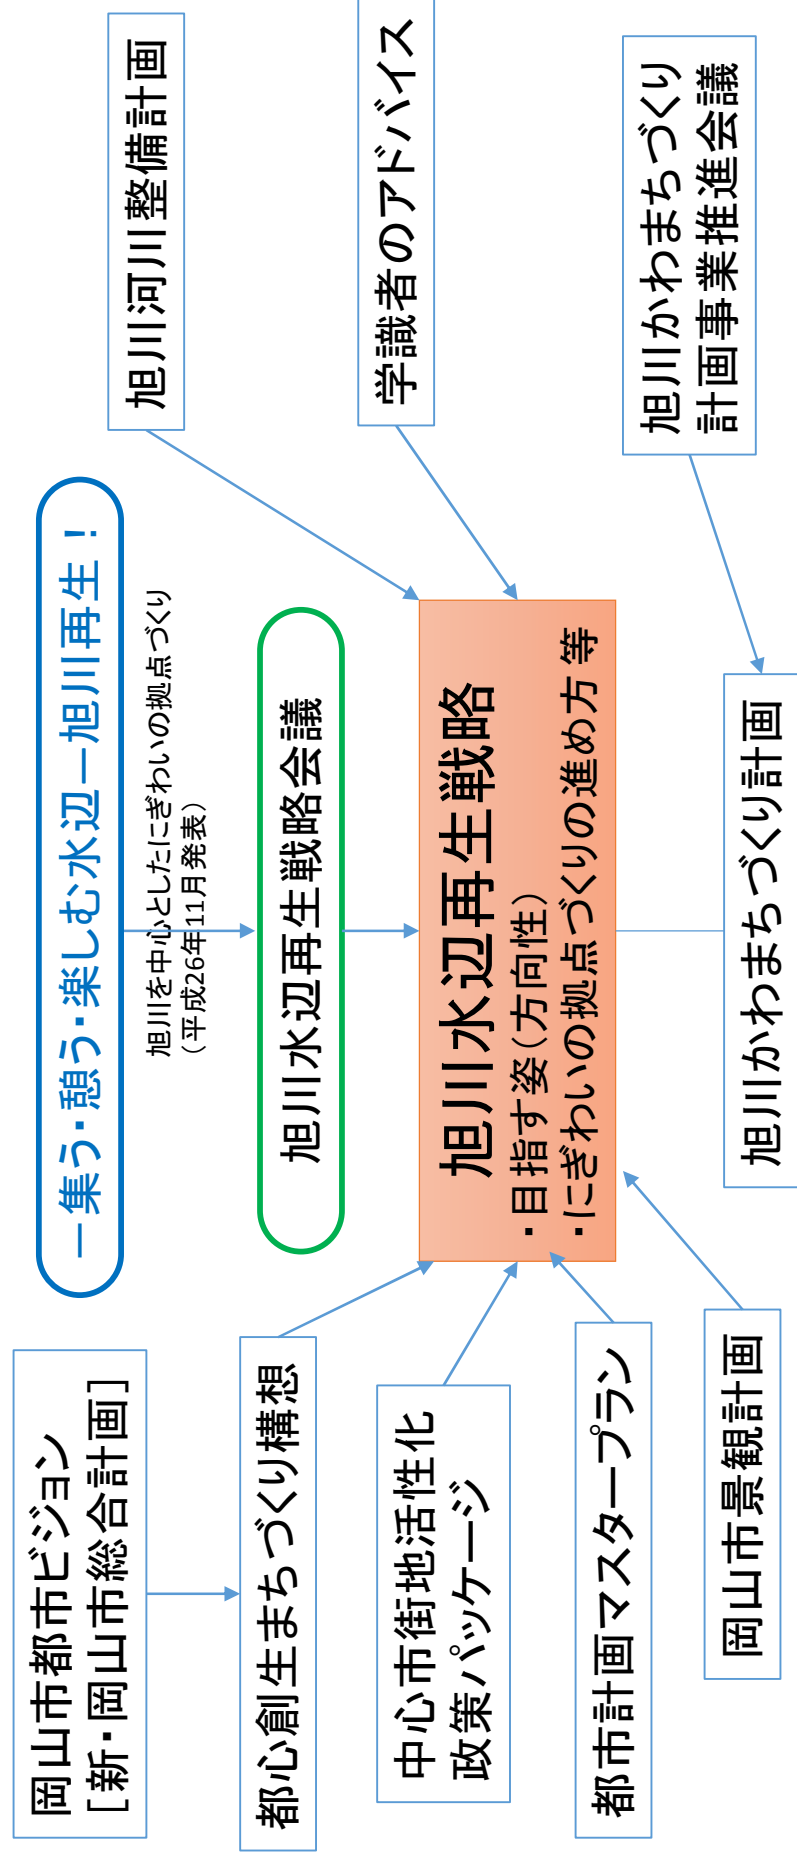 －集う・憩う・楽しむ水辺－旭川再生！
旭川を中心としたにぎわいの拠点づくり
（平成26年11月発表）
岡山市都市ビジョン
［新・岡山市総合計画］
旭川河川整備計画
旭川水辺再生戦略会議
都心創生まちづくり構想
学識者のアドバイス
旭川水辺再生戦略
・目指す姿（方向性）
・にぎわいの拠点づくりの進め方 等
中心市街地活性化
政策パッケージ
都市計画マスタープラン
旭川かわまちづくり
計画事業推進会議
岡山市景観計画
旭川かわまちづくり計画